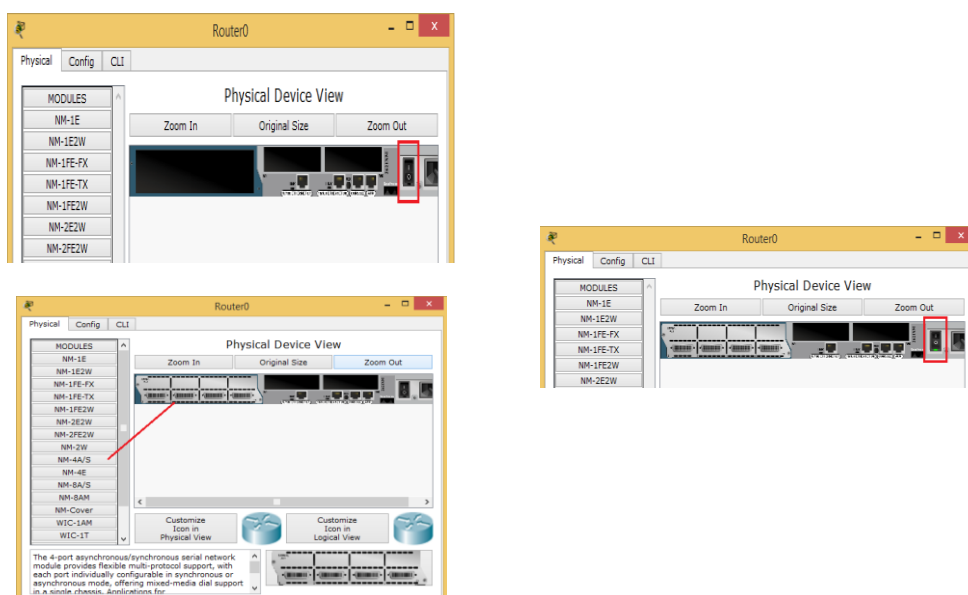 Router0
Physical
Config
CLI
MODULES
NM-1E
NM-1E2W
NM-1FE-FX
NM-1FE-TX
NM-1FE2W
NM-2E2W
NM-2FE2W
Physical Device View
Zoom In
Original Size
Zoom Out
Router0
Physical
Config
CLI
MODULES
NM-1E
NM-1E2W
NM-1FE-FX
NM-1FE-TX
NM-1FE2W
NM-2E2W
NM-2FE2W
NM-2W
NM-4A/S
NM-4E
NM-8A/S
NM-8AM
NM-Cover
WIC-1AM
WIC-1T
Physical Device View
Zoom In
Original Size
Zoom Out
Customize
Icon in
Physical View
Customize
Icon in
Logical View
The 4-port asynchronous/synchronous serial network
module provides flexible multi-protocol support, with
each port individually configurable in synchronous or
asynchronous mode, offering mixed-media dial support
in a single chassis. Applications for
Router0
Physical
Config
CLI
MODULES
NM-1E
NM-1E2W
NM-1FE-FX
NM-1FE-TX
NM-1FE2W
NM-2E2W
Physical Device View
Zoom In
Original Size
Zoom Out